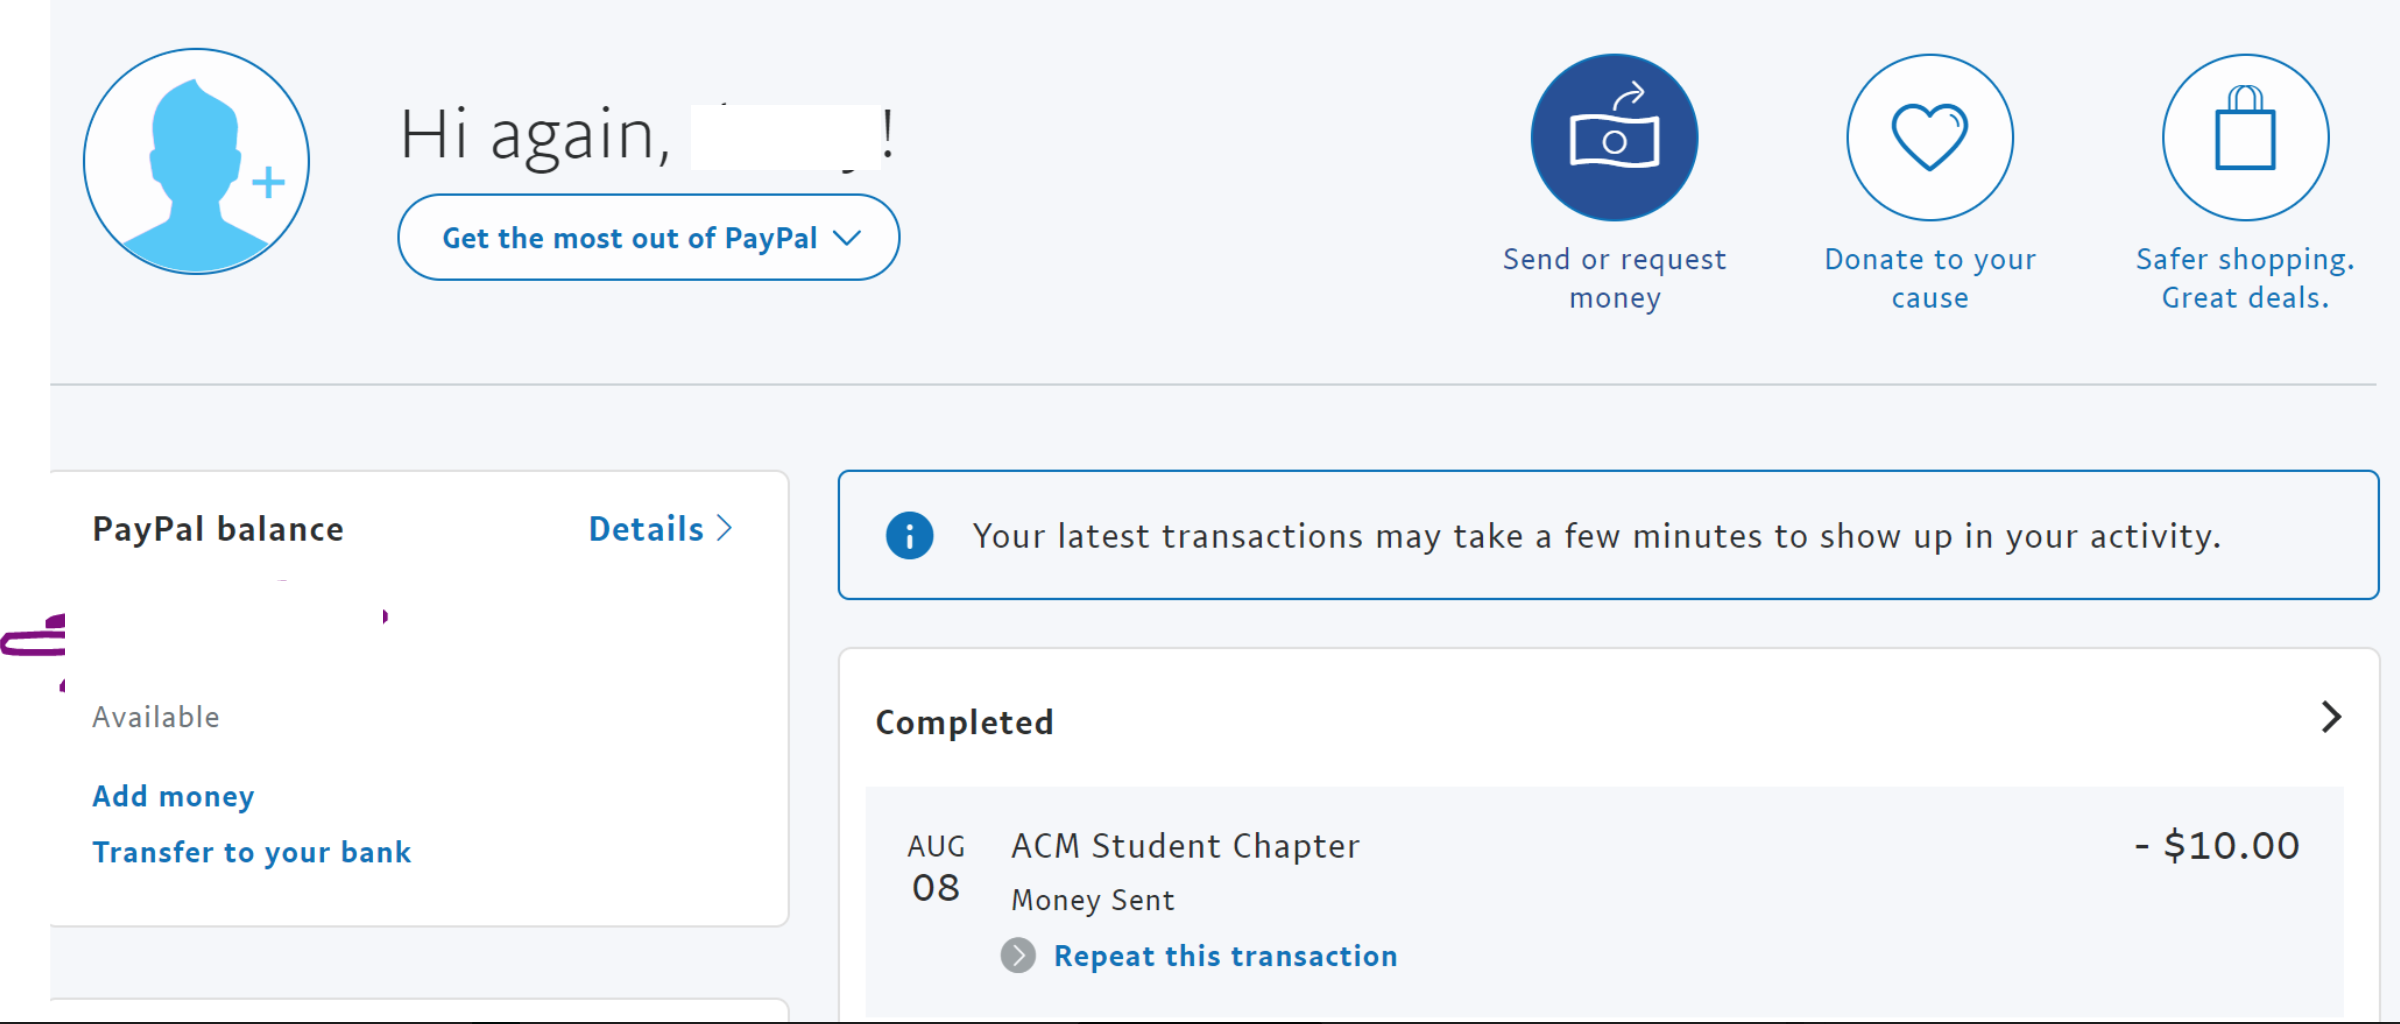 Hi again, !
Get the most out of PayPal
Send or request
money
Donate to your
cause
Safer shopping.
Great deals.
PayPal balance
Details
Available
Add money
Transfer to your bank
Your latest transactions may take a few minutes to show up in your activity.
Completed
AUG
08
ACM Student Chapter
- $10.00
Money Sent
Repeat this transaction